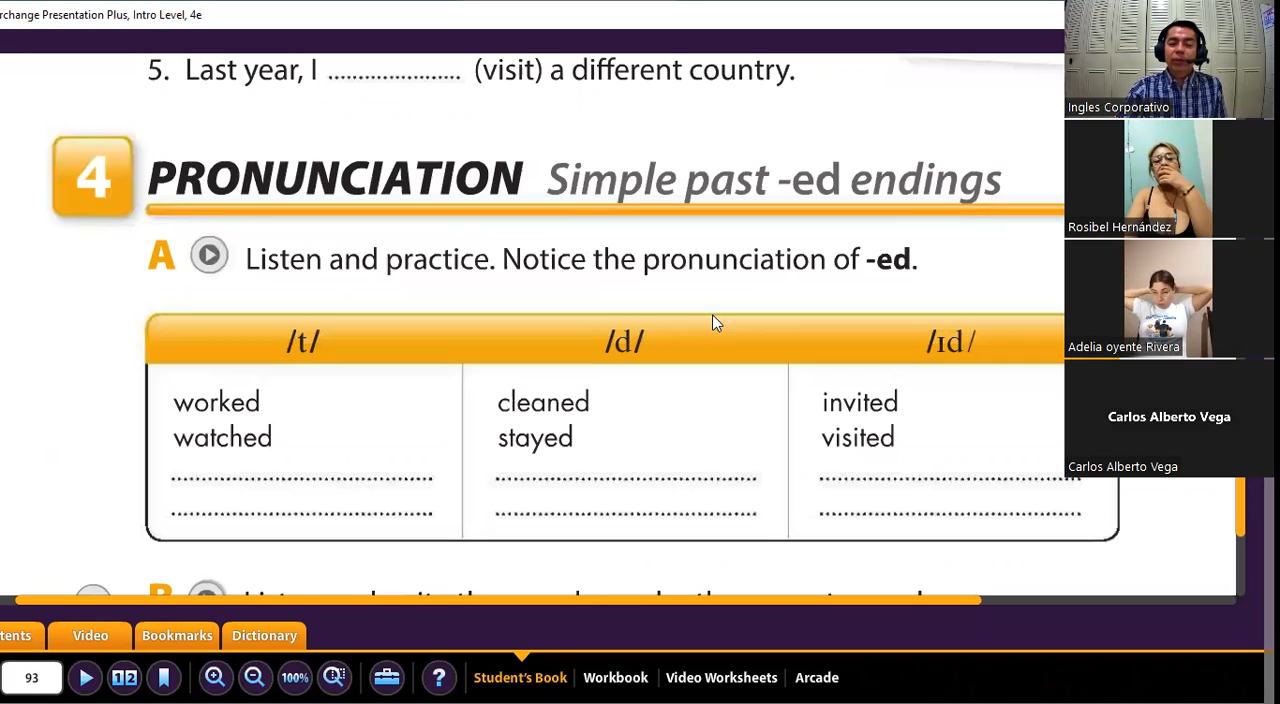 rchange Presentation Plus, Intro Level, 4e
5. Last year, I ...................... (visit) a different country.
4 PRONUNCIATION Simple past -ed endings
A Listen and practice. Notice the pronunciation of -ed.
/t/ /d/ /ɪd/
worked cleaned invited
watched stayed visited
Ingles Corporativo
Rosibel Hernández
Adelia oyente Rivera
Carlos Alberto Vega
Carlos Alberto Vega
tents Video Bookmarks Dictionary
93 12 100% ? Student's Book Workbook Video Worksheets Arcade